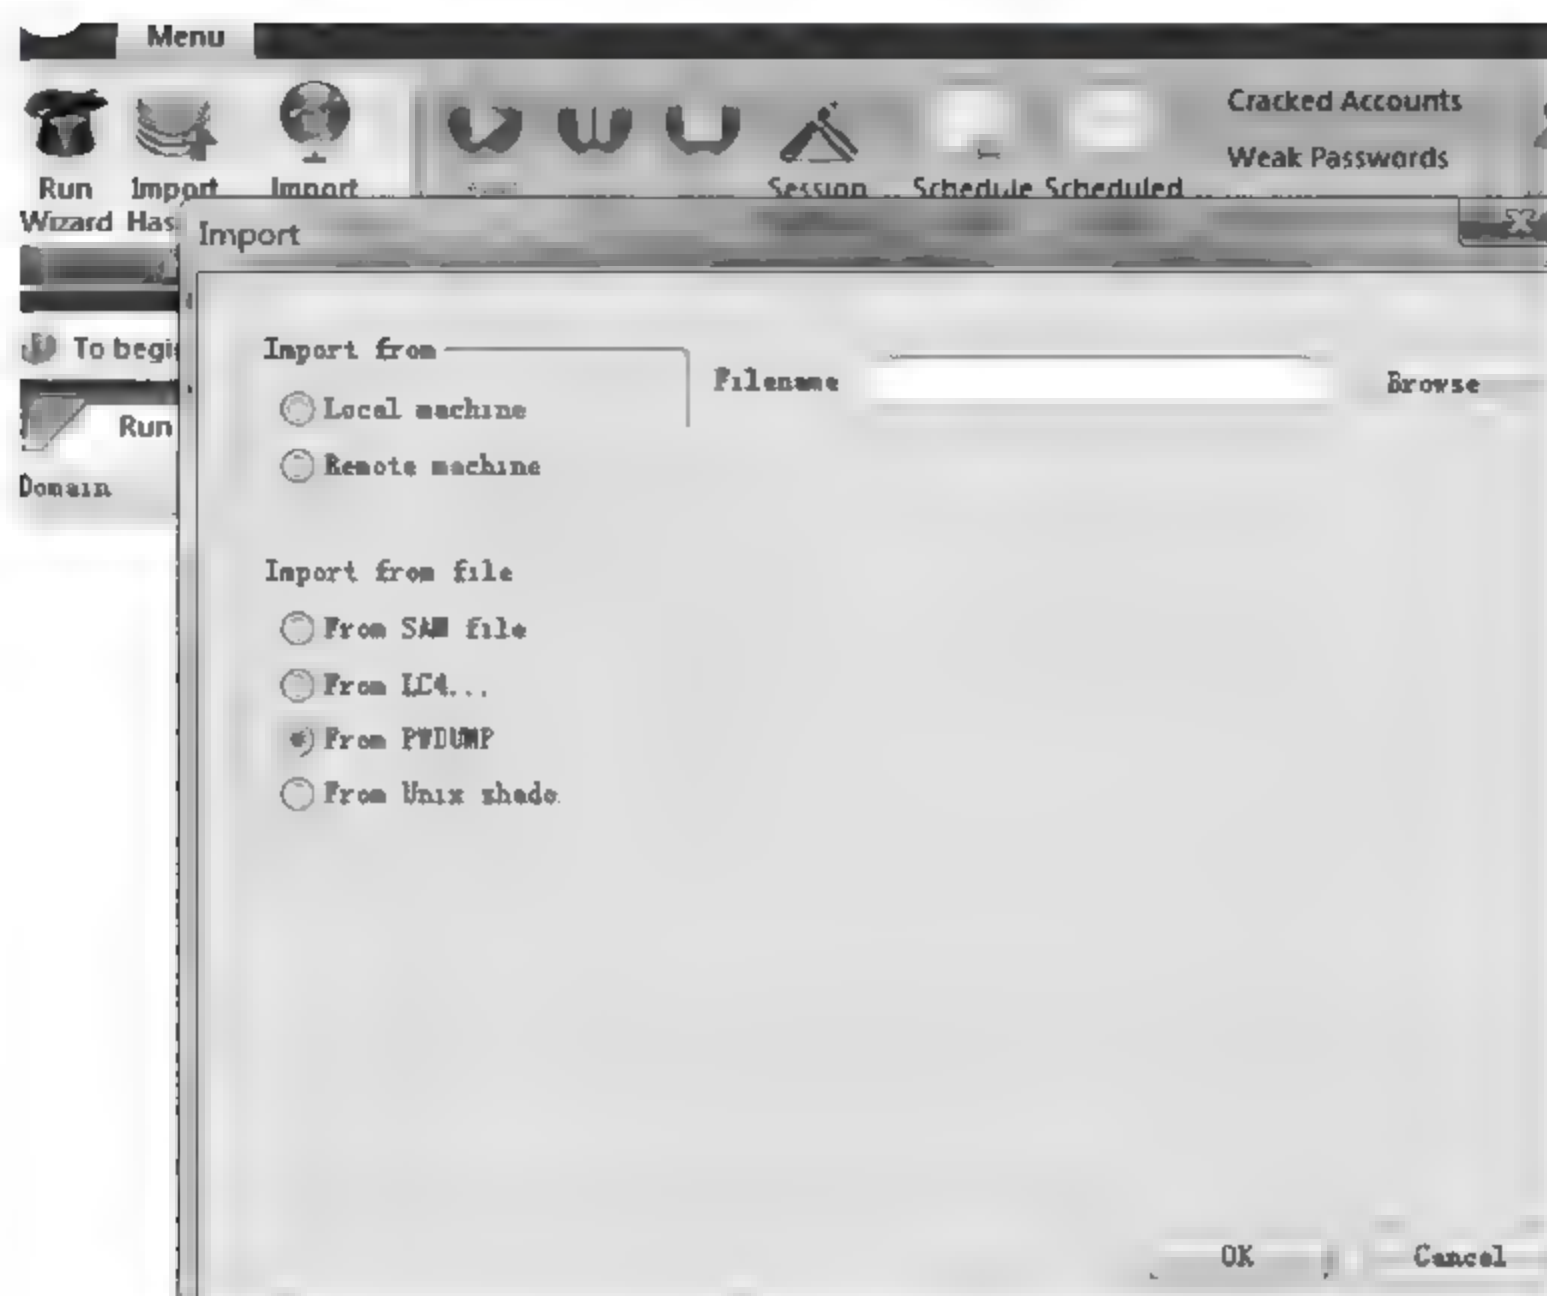 Menu
Cracked Accounts
Weak Passwords
Run Import Import Session Schedule Scheduled
Wizard Has
Import
To begi
Import from
Filename Browse
Local machine
Run
Remote machine
Domain
Import from file
From SAM file
From LC4...
From PWDUMP
From Unix shado
OK Cancel